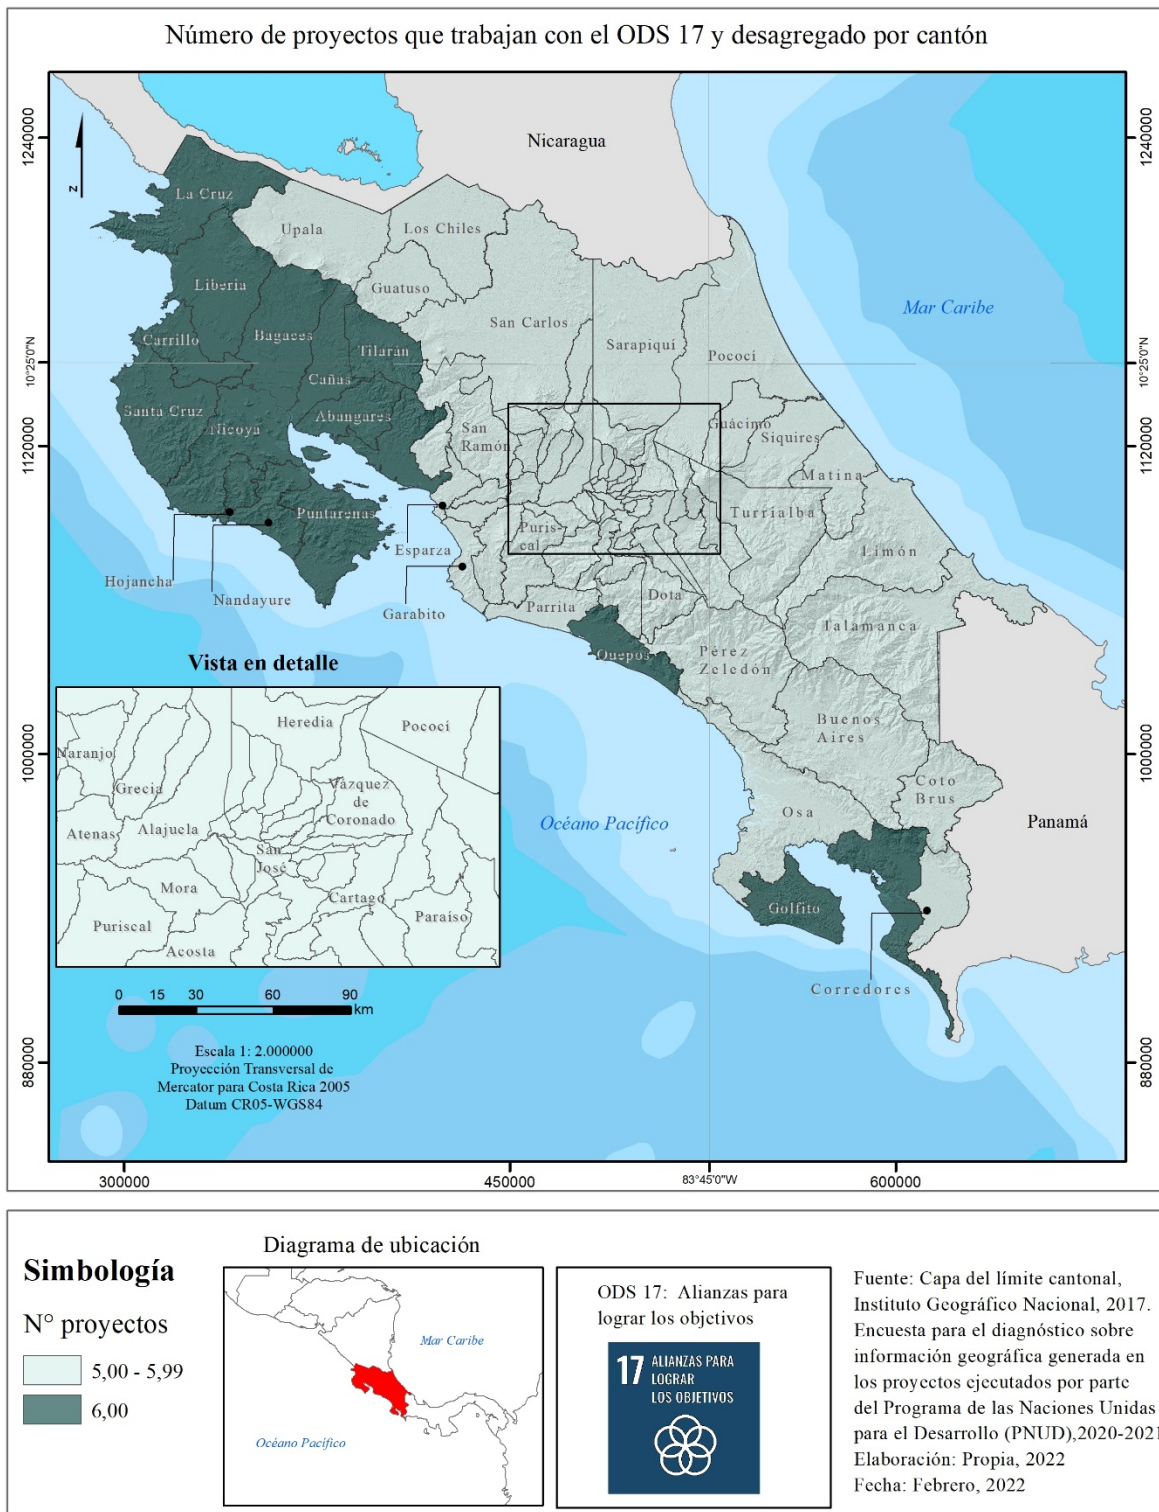 Número de proyectos que trabajan con el ODS 17 y desagregado por cantón
1240000
1240000
Nicaragua
N
La Cruz
Upala
Los Chiles
Liberia
Guatuso
Mar Caribe
San Carlos
Carrillo
Bagaces
Tilarán
Sarapiquí
Pococí
10°25'0"N
10°25'0"N
Cañas
Santa Cruz
Nicoya
Abangares
San
Ramón
Guácimo
Siquires
1120000
1120000
Matina
Puntarenas
Puris-
cal
Turrialba
Esparza
Limón
Hojancha
Nandayure
Garabito
Parrita
Dota
Talamanca
Quepos
Pérez
Zeledón
Vista en detalle
Buenos
Aires
Heredia
Pococí
Naranjo
Grecia
Vázquez
de
Coronado
Atenas
Alajuela
San
José
Mora
Cartago
Puriscal
Paraíso
Acosta
1000000
1000000
Coto
Brus
Osa
Océano Pacífico
Panamá
Golfito
Corredores
0 15 30 60 90
km
Escala 1: 2.000000
Proyección Transversal de
Mercator para Costa Rica 2005
Datum CR05-WGS84
880000
880000
300000
450000
83°45'0"W
600000
Simbología
N° proyectos
5,00 - 5,99
6,00
Diagrama de ubicación
Mar Caribe
Océano Pacífico
ODS 17: Alianzas para
lograr los objetivos
17 ALIANZAS PARA
LOGRAR
LOS OBJETIVOS
Fuente: Capa del límite cantonal,
Instituto Geográfico Nacional, 2017.
Encuesta para el diagnóstico sobre
información geográfica generada en
los proyectos ejecutados por parte
del Programa de las Naciones Unidas
para el Desarrollo (PNUD),2020-2021
Elaboración: Propia, 2022
Fecha: Febrero, 2022